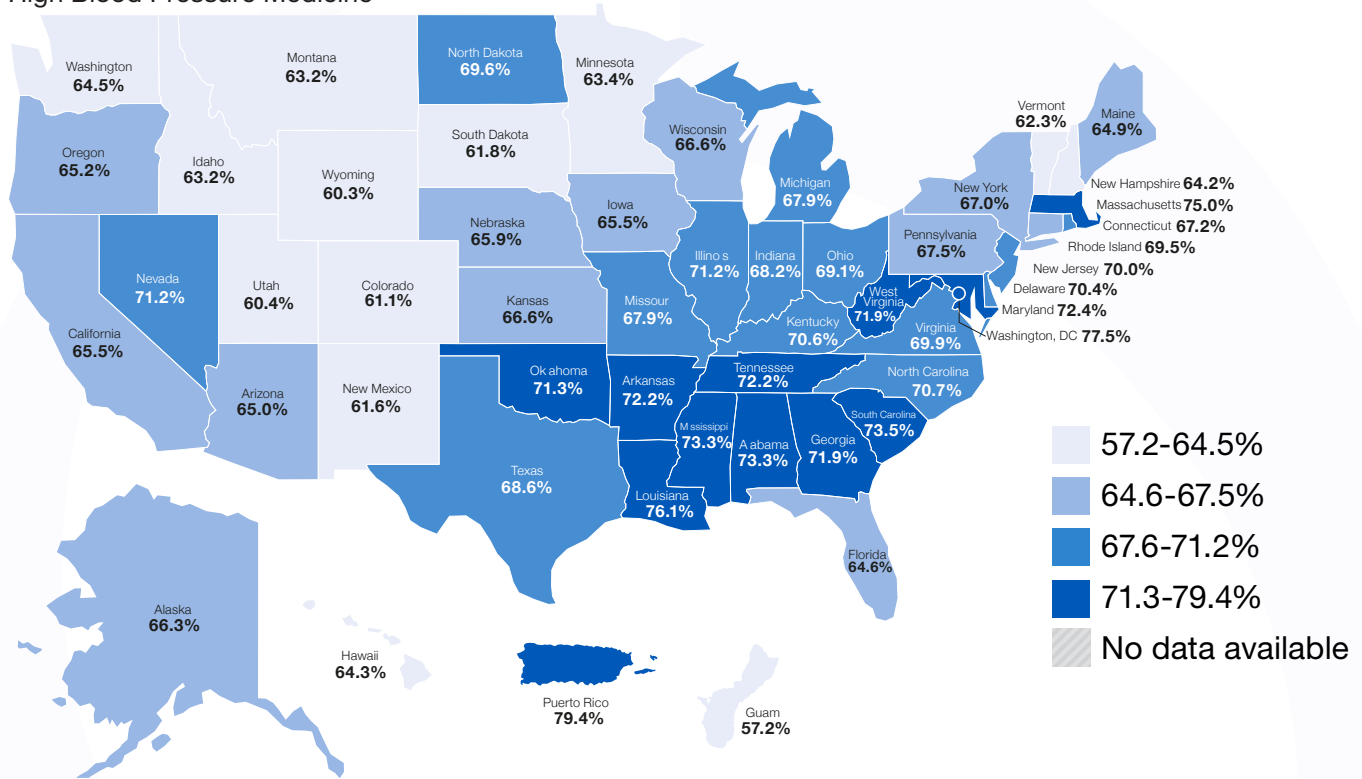 High Blood Pressure Medicine
Washington
64.5%
Montana
63.2%
North Dakota
69.6%
Minnesota
63.4%
Oregon
65.2%
Idaho
63.2%
Wyoming
60.3%
South Dakota
61.8%
Wisconsin
66.6%
Michigan
67.9%
Vermont
62.3%
Maine
64.9%
New York
67.0%
New Hampshire 64.2%
Massachusetts 75.0%
Connecticut 67.2%
Rhode Island 69.5%
New Jersey 70.0%
Delaware 70.4%
Maryland 72.4%
Washington, DC 77.5%
Nebraska
65.9%
Iowa
65.5%
Pennsylvania
67.5%
Nevada
71.2%
Utah
60.4%
Colorado
61.1%
Kansas
66.6%
Missour
67.9%
Illino s
71.2%
Indiana
68.2%
Ohio
69.1%
West
Virginia
71.9%
Kentucky
70.6%
Virginia
69.9%
California
65.5%
Arizona
65.0%
New Mexico
61.6%
Ok ahoma
71.3%
Arkansas
72.2%
Tennessee
72.2%
North Carolina
70.7%
South Carolina
73.5%
Texas
68.6%
Louisiana
76.1%
M ssissippi
73.3%
A abama
73.3%
Georgia
71.9%
Florida
64.6%
Alaska
66.3%
Hawaii
64.3%
Puerto Rico
79.4%
Guam
57.2%
57.2-64.5%
64.6-67.5%
67.6-71.2%
71.3-79.4%
No data available